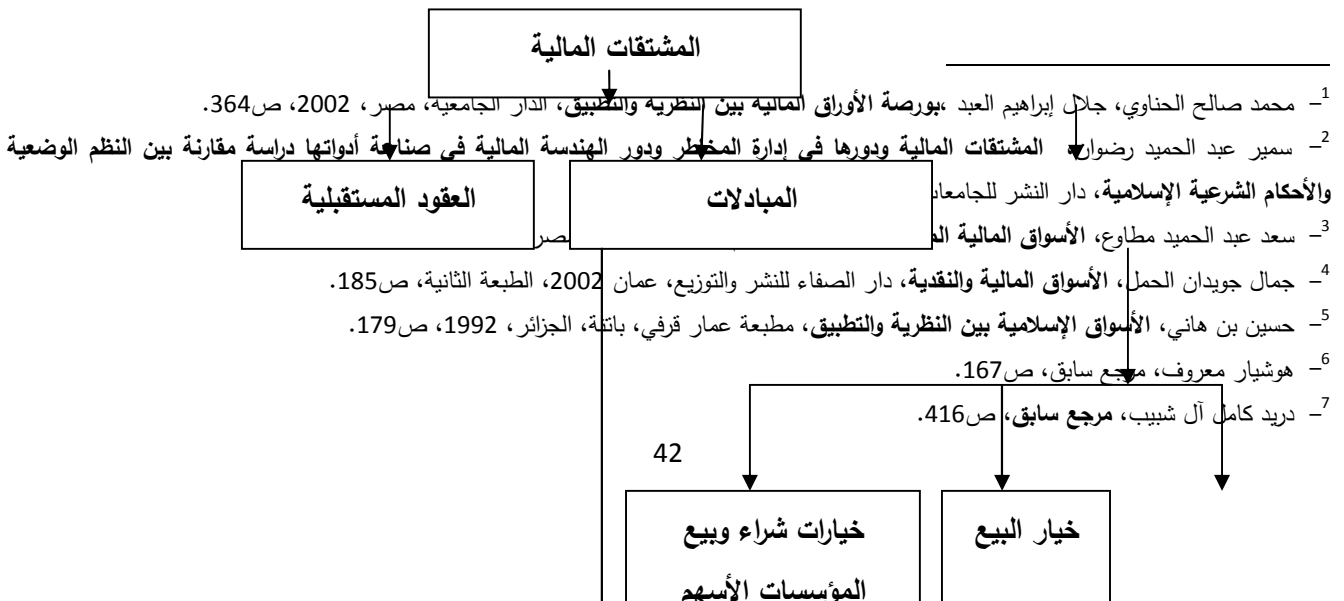 المشتقات المالية
1– محمد صالح الحناوي، جلال إبراهيم العبد ،بورصة الأوراق المالية بين النظرية والتطبيق، الدار الجامعية، مصر، 2002، ص364.
2– سمير عبد الحميد رضوان، المشتقات المالية ودورها في إدارة المخاطر ودور الهندسة المالية في صناعة أدواتها دراسة مقارنة بين النظم الوضعية
والأحكام الشرعية الإسلامية، دار النشر للجامعات
المبادلات
العقود المستقبلية
3– سعد عبد الحميد مطاوع، الأسواق المالية
4– جمال جويدان الحمل، الأسواق المالية والنقدية، دار الصفاء للنشر والتوزيع، عمان 2002، الطبعة الثانية، ص185.
5– حسين بن هاني، الأسواق الإسلامية بين النظرية والتطبيق، مطبعة عمار قرفي، باتنة، الجزائر، 1992، ص179.
6– هوشيار معروف، مرجع سابق، ص167.
7– دريد كامل آل شبيب، مرجع سابق، ص416.
42
خيار البيع
خيارات شراء وبيع
المؤسسات الأسهم